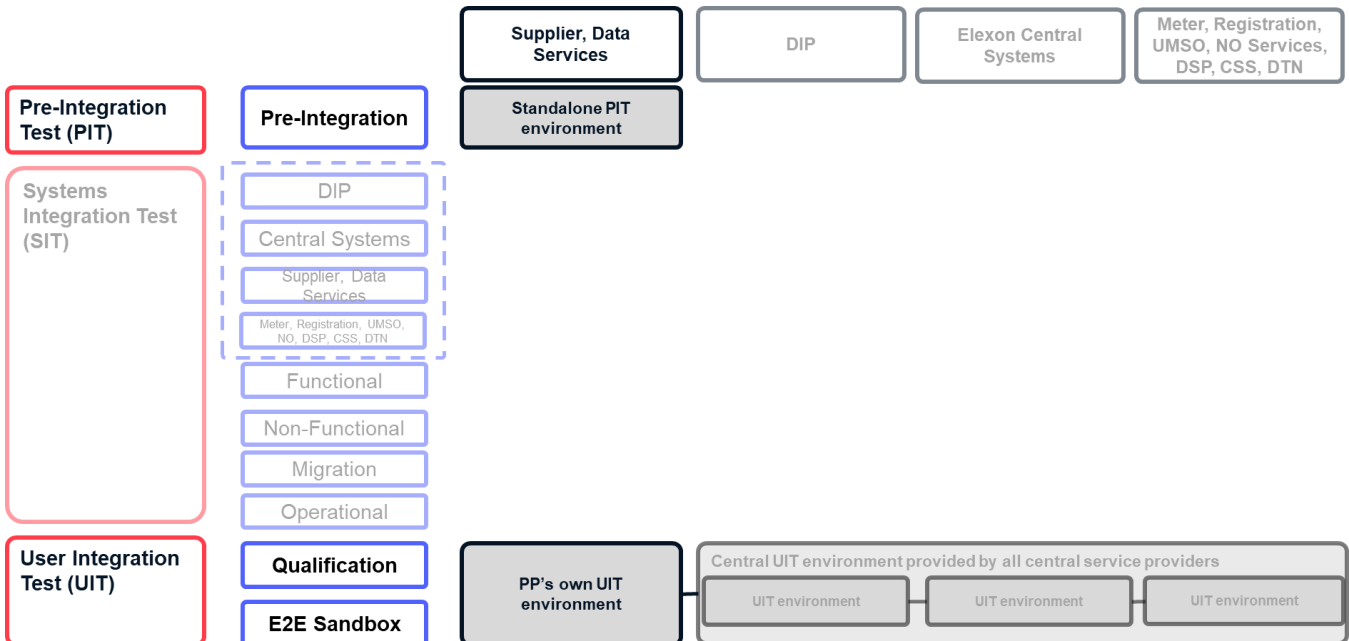 Supplier, Data
Services
DIP
Elexon Central
Systems
Meter, Registration,
UMSO, NO Services,
DSP, CSS, DTN
Pre-Integration
Test (PIT)
Pre-Integration
Standalone PIT
environment
Systems
Integration Test
(SIT)
DIP
Central Systems
Supplier, Data
Services
Meter, Registration, UMSO,
NO, DSP, CSS, DTN
Functional
Non-Functional
Migration
Operational
User Integration
Test (UIT)
Qualification
E2E Sandbox
PP's own UIT
environment
Central UIT environment provided by all central service providers
UIT environment
UIT environment
UIT environment